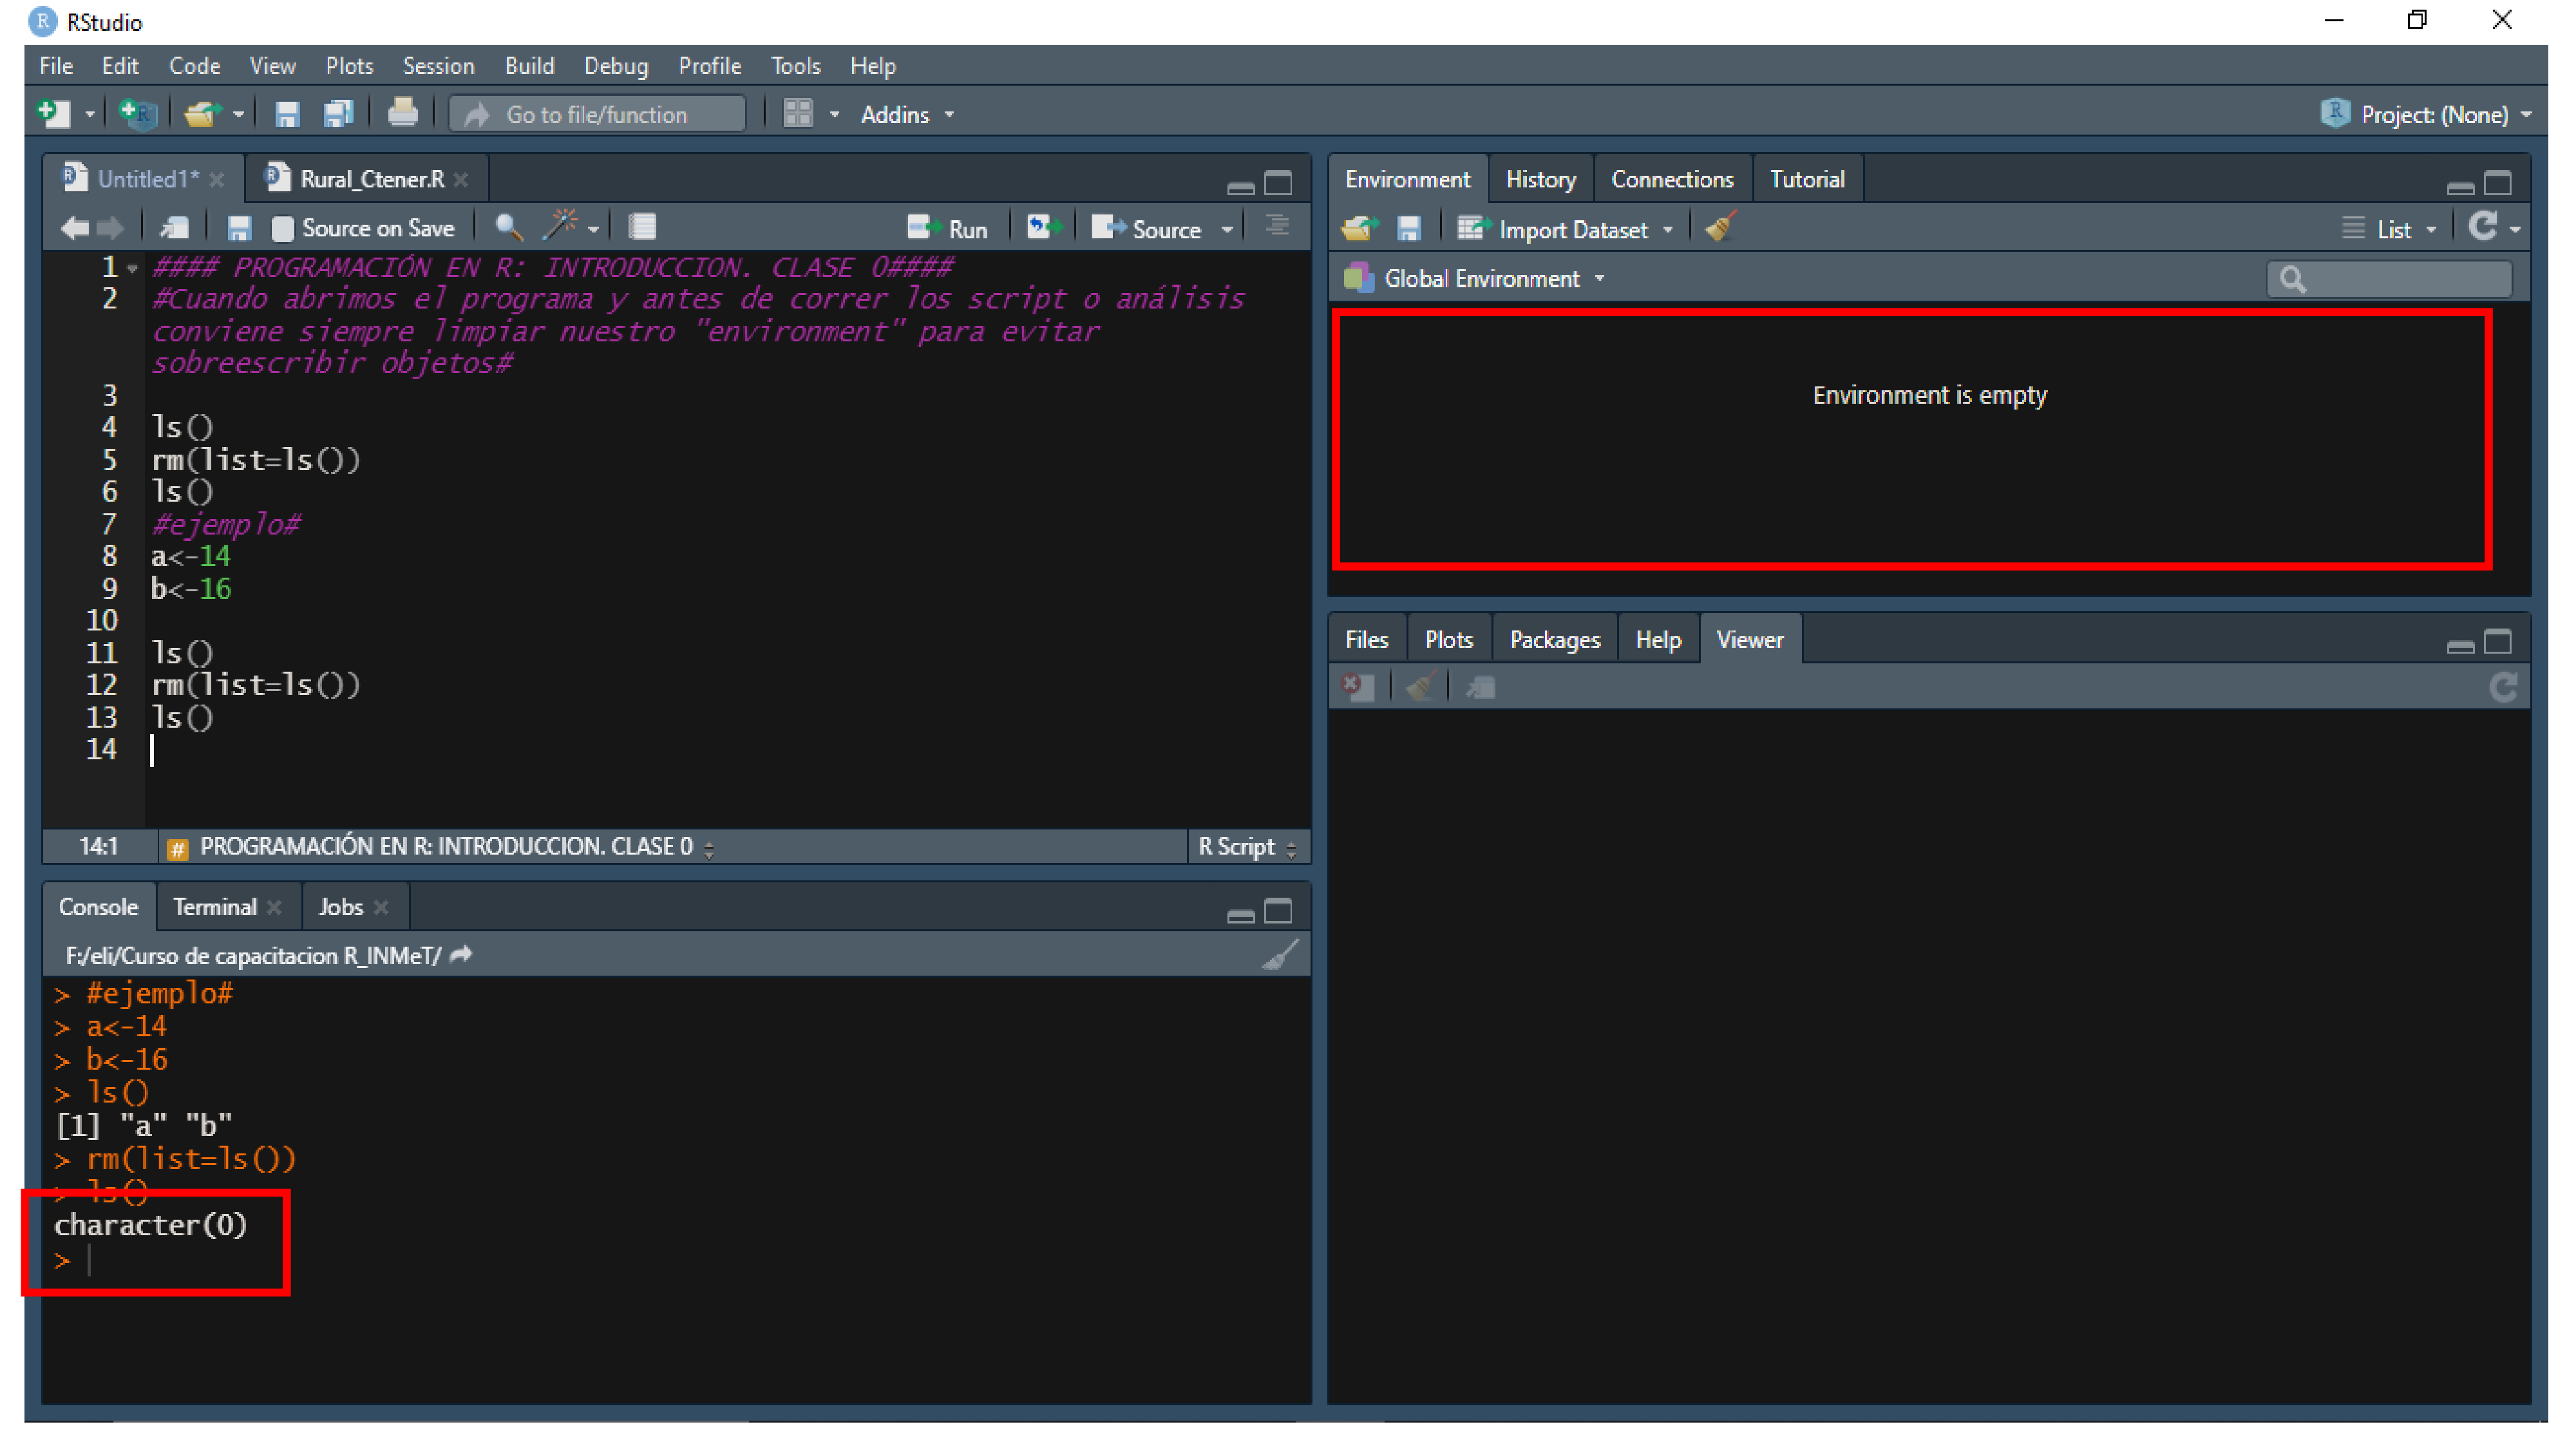 RStudio
File Edit Code View Plots Session Build Debug Profile Tools Help
Go to file/function Addins Project: (None)
Untitled1* Rural_Ctener.R
Source on Save Run Source
1 #### PROGRAMACIÓN EN R: INTRODUCCION. CLASE 0####
2 #Cuando abrimos el programa y antes de correr los script o análisis
conviene siempre limpiar nuestro "environment" para evitar
sobreescribir objetos#
3
4 ls()
5 rm(list=ls())
6 ls()
7 #ejemplo#
8 a<-14
9 b<-16
10
11 ls()
12 rm(list=ls())
13 ls()
14
14:1 # PROGRAMACIÓN EN R: INTRODUCCION. CLASE 0 R Script
Console Terminal Jobs
F:/eli/Curso de capacitacion R_INMeT/
> #ejemplo#
> a<-14
> b<-16
> ls()
[1] "a" "b"
> rm(list=ls())
> ls()
character(0)
>
Environment History Connections Tutorial
Import Dataset List
Global Environment
Environment is empty
Files Plots Packages Help Viewer